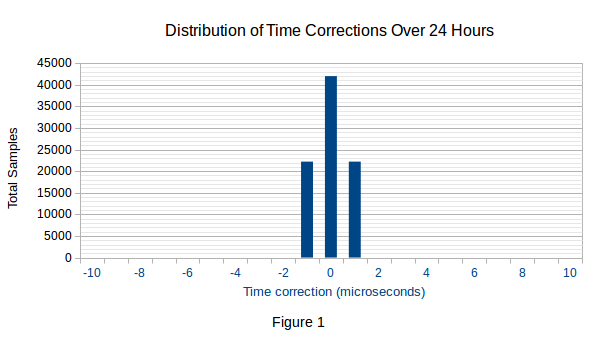 Distribution of Time Corrections Over 24 Hours
45000
40000
35000
30000
25000
20000
15000
10000
5000
0
Total Samples
-10 -8 -6 -4 -2 0 2 4 6 8 10
Time correction (microseconds)
Figure 1